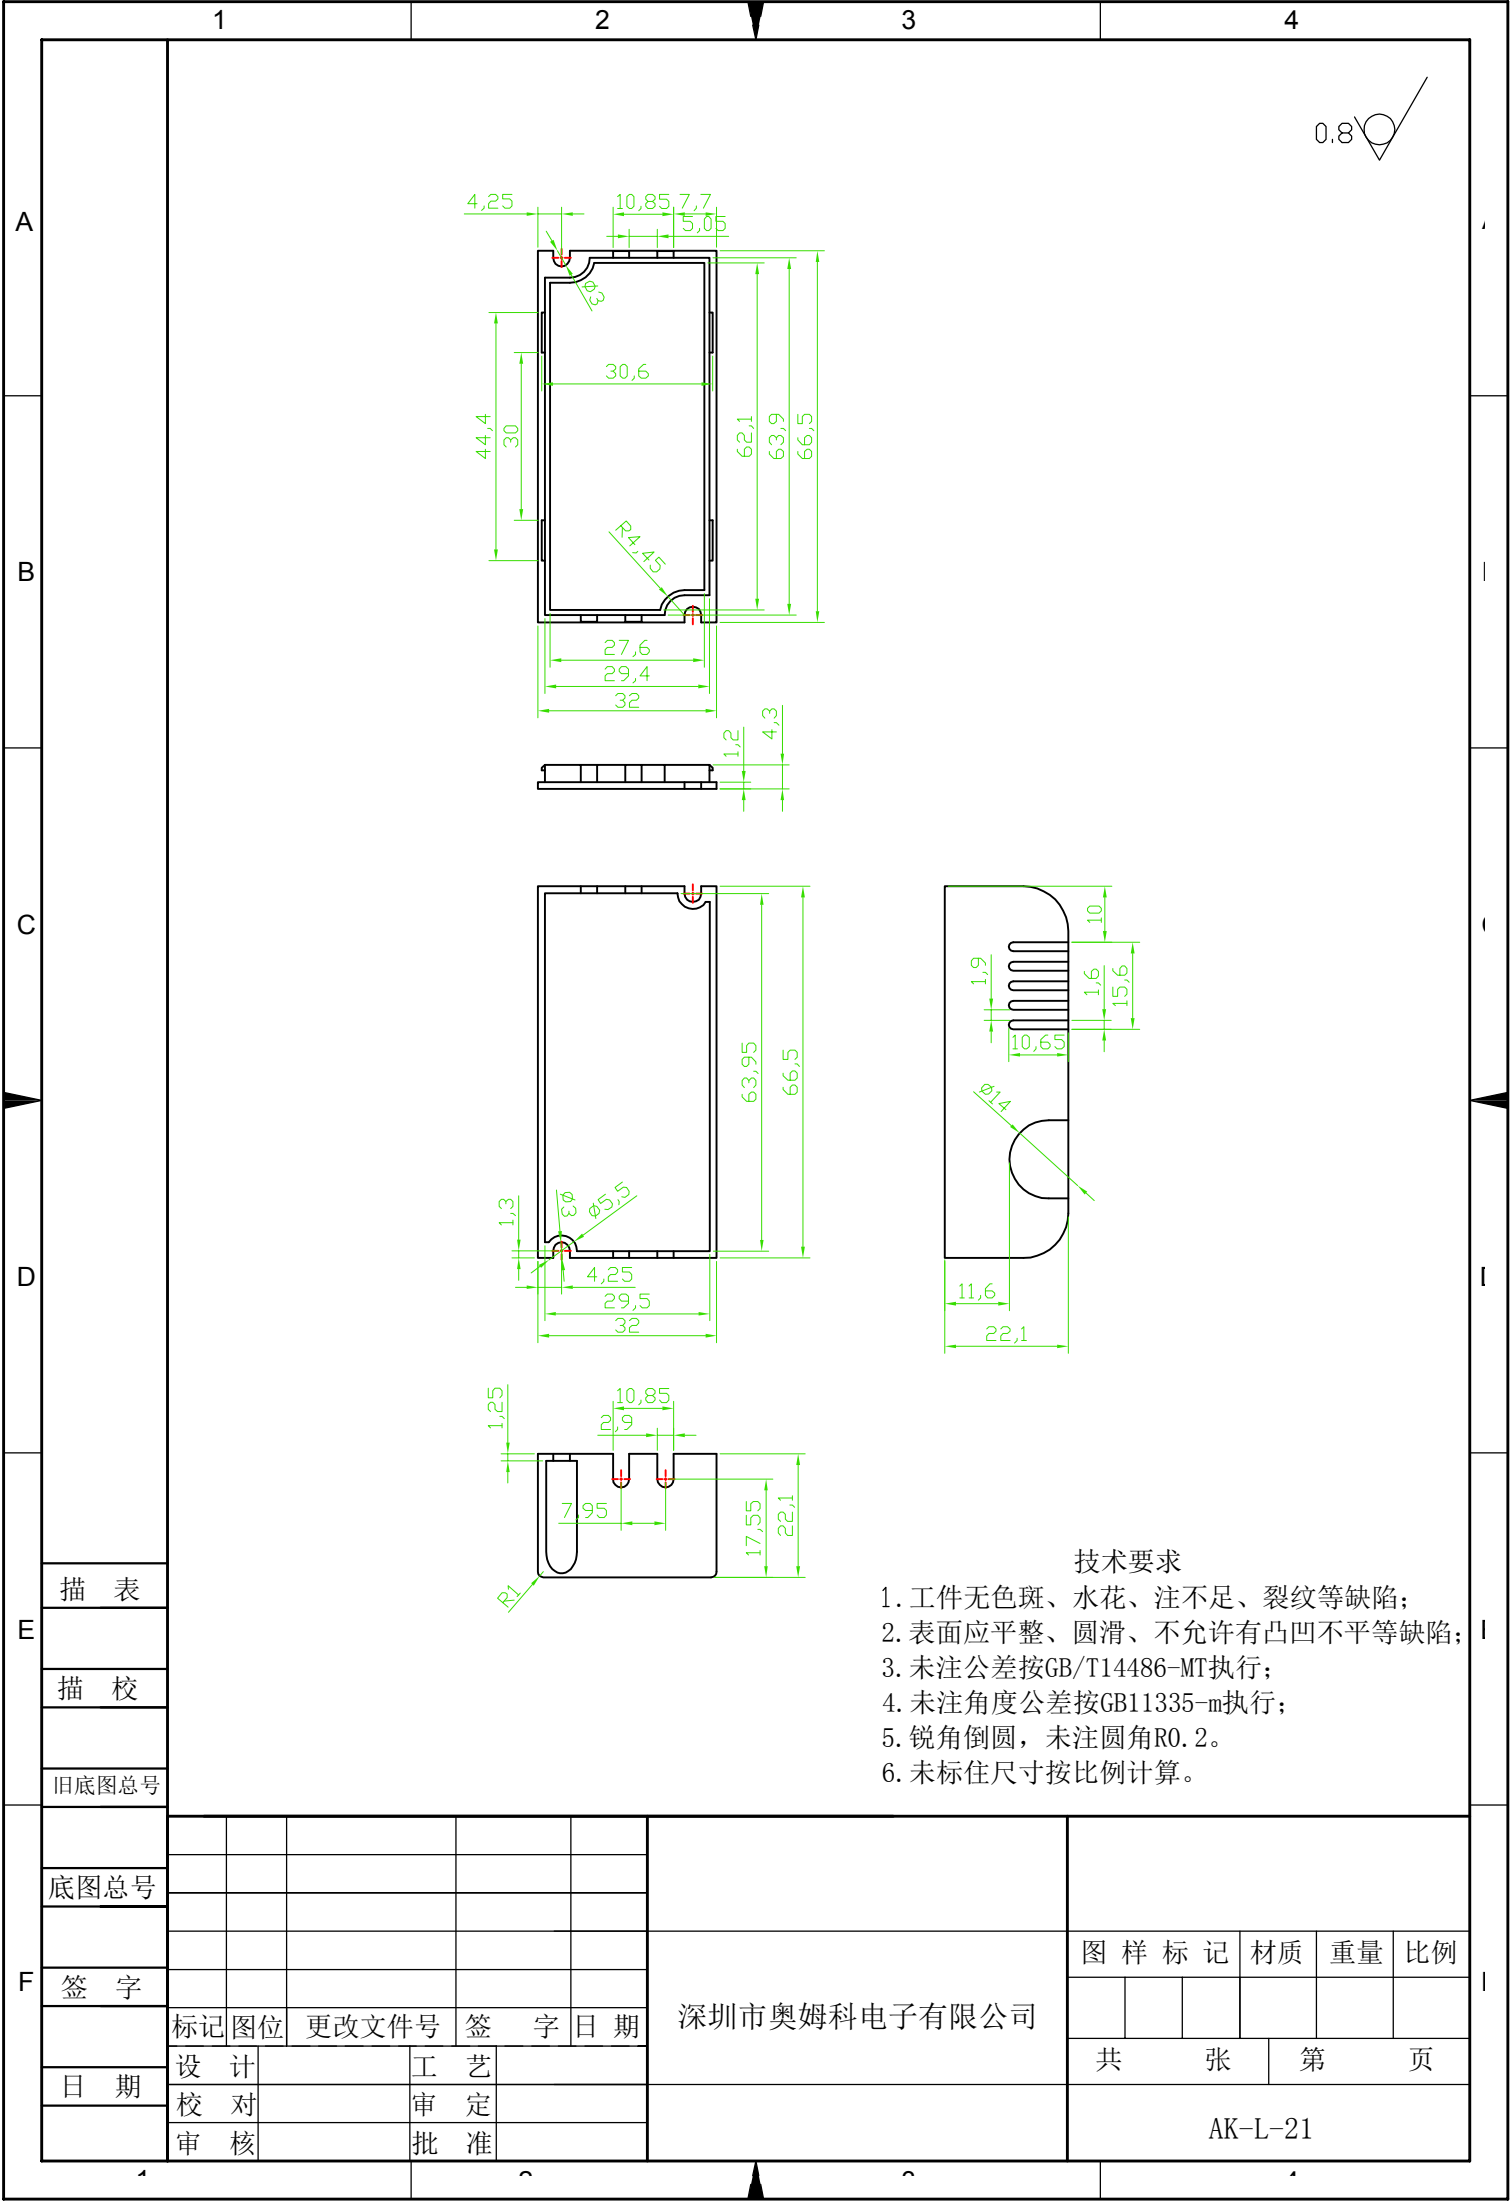 1 2 3 4
0.8
A
B
C
D
E
F
4,25
10,85
7,7
5,05
ø3
30,6
44,4
30
62,1
63,9
66,5
R4,45
27,6
29,4
32
1,2
4,3
63,95
66,5
1,3
ø3
ø5,5
4,25
29,5
32
10
1,9
1,6
15,6
10,65
ø14
11,6
22,1
1,25
10,85
2,9
7,95
17,55
22,1
R1
技术要求
1.工件无色斑、水花、注不足、裂纹等缺陷；
2.表面应平整、圆滑、不允许有凸凹不平等缺陷；
3.未注公差按GB/T14486-MT执行；
4.未注角度公差按GB11335-m执行；
5.锐角倒圆，未注圆角R0.2。
6.未标住尺寸按比例计算。
描 表
描 校
旧底图总号
底图总号
签 字
日 期
标记 图位 更改文件号 签 字 日 期
设 计 工 艺
校 对 审 定
审 核 批 准
深圳市奥姆科电子有限公司
图 样 标 记 材质 重量 比例
共 张 第 页
AK-L-21